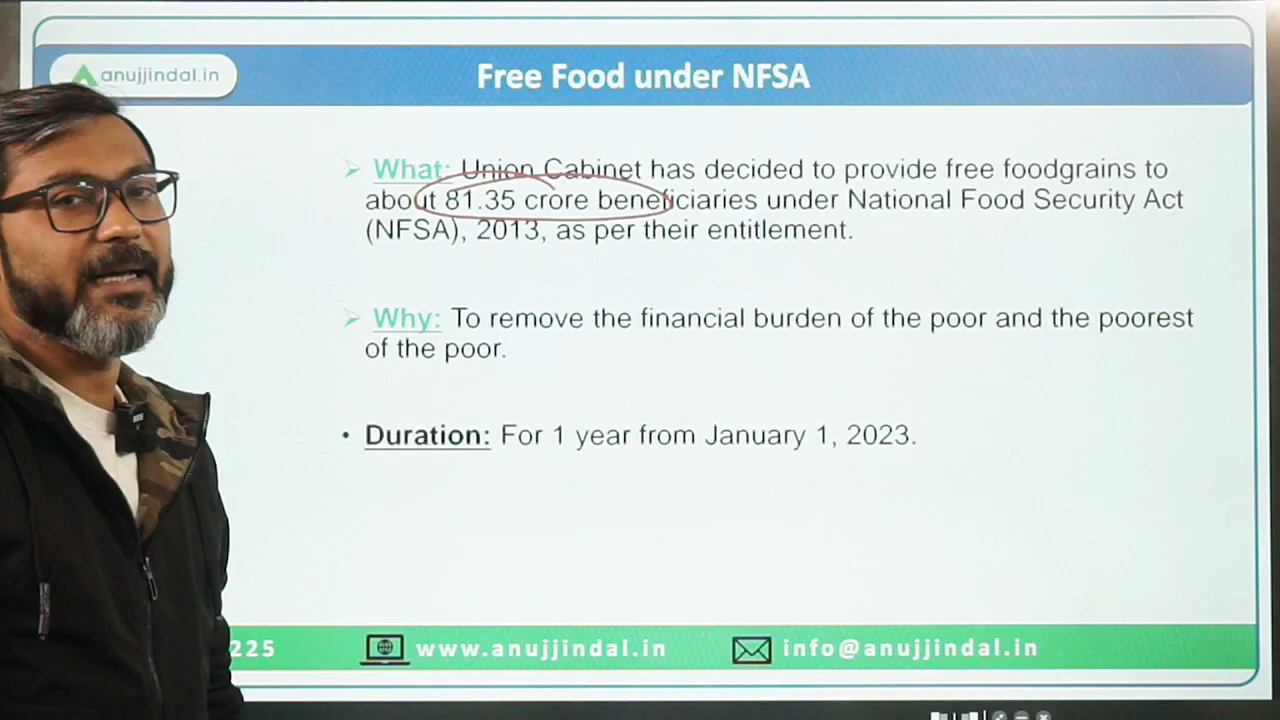 anujjindal.in
Free Food under NFSA
What: Union Cabinet has decided to provide free foodgrains to
about 81.35 crore beneficiaries under National Food Security Act
(NFSA), 2013, as per their entitlement.
Why: To remove the financial burden of the poor and the poorest
of the poor.
Duration: For 1 year from January 1, 2023.
225
www.anujjindal.in
info@anujjindal.in